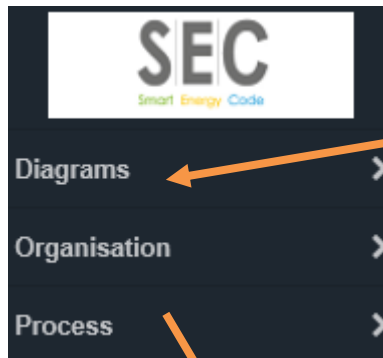 SEC
Smart Energy Code
Diagrams
Organisation
Process